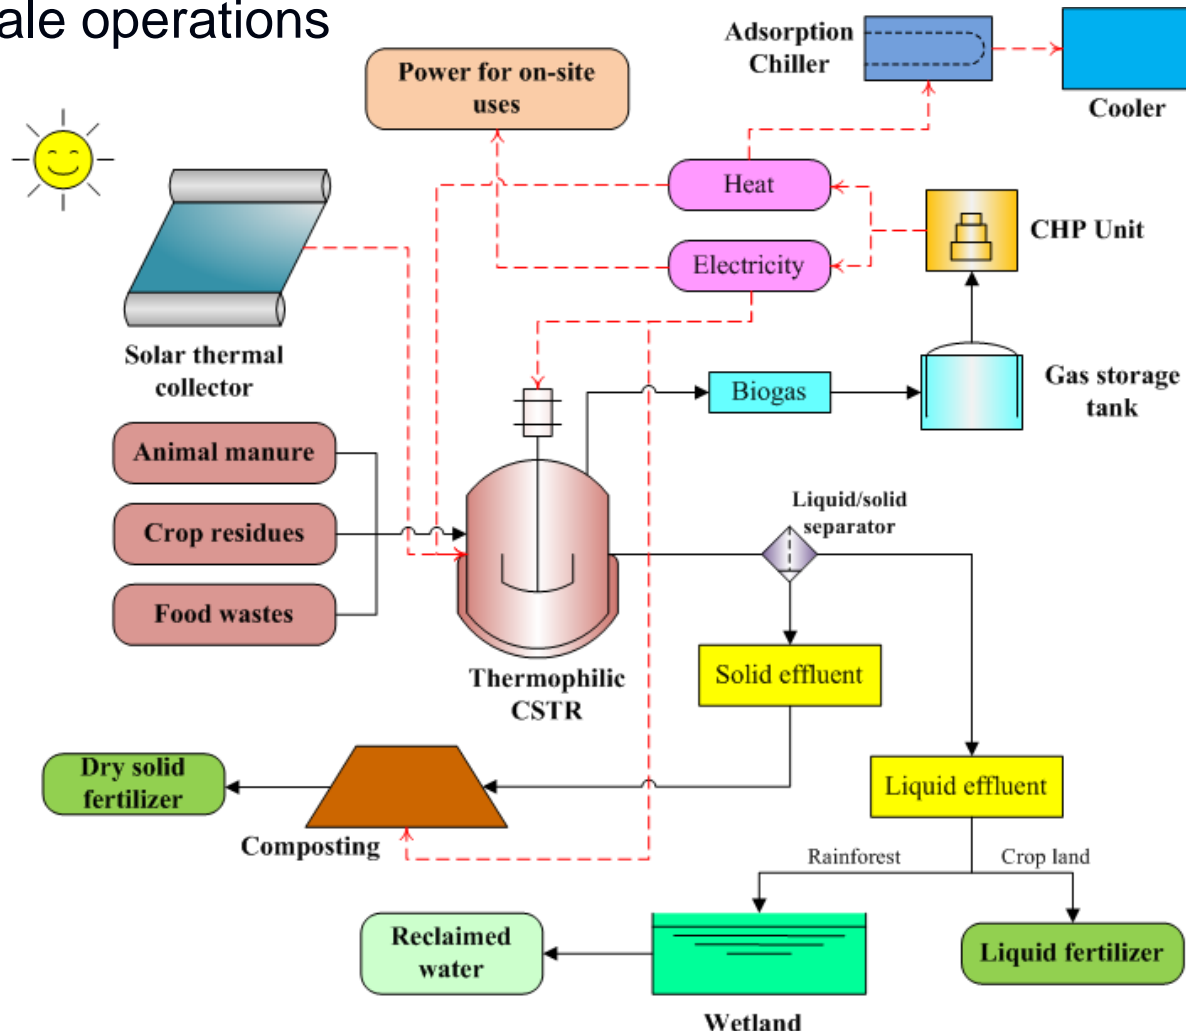 ale operations
Adsorption
Chiller
Cooler
Power for on-site
uses
Heat
Electricity
CHP Unit
Solar thermal
collector
Biogas
Gas storage
tank
Animal manure
Crop residues
Food wastes
Liquid/solid
separator
Thermophilic
CSTR
Solid effluent
Dry solid
fertilizer
Composting
Liquid effluent
Rainforest
Crop land
Reclaimed
water
Liquid fertilizer
Wetland